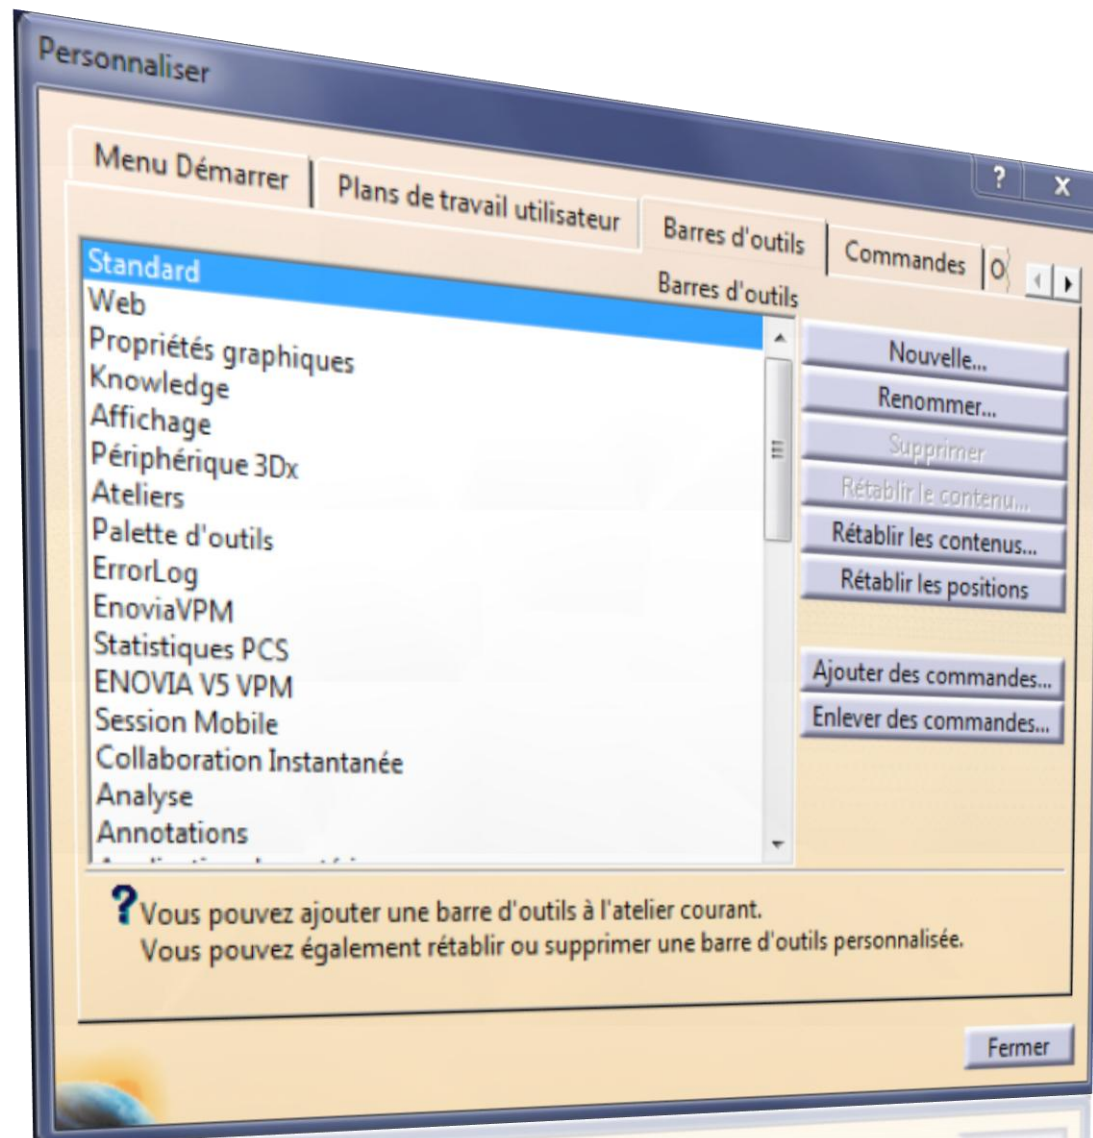 Personnaliser
? X
Menu Démarrer
Plans de travail utilisateur
Barres d'outils
Commandes
O
Barres d'outils
Standard
Web
Propriétés graphiques
Knowledge
Affichage
Périphérique 3Dx
Ateliers
Palette d'outils
ErrorLog
EnoviaVPM
Statistiques PCS
ENOVIA V5 VPM
Session Mobile
Collaboration Instantanée
Analyse
Annotations
Nouvelle...
Renommer...
Supprimer
Rétablir le contenu...
Rétablir les contenus...
Rétablir les positions
Ajouter des commandes...
Enlever des commandes...
? Vous pouvez ajouter une barre d'outils à l'atelier courant.
Vous pouvez également rétablir ou supprimer une barre d'outils personnalisée.
Fermer